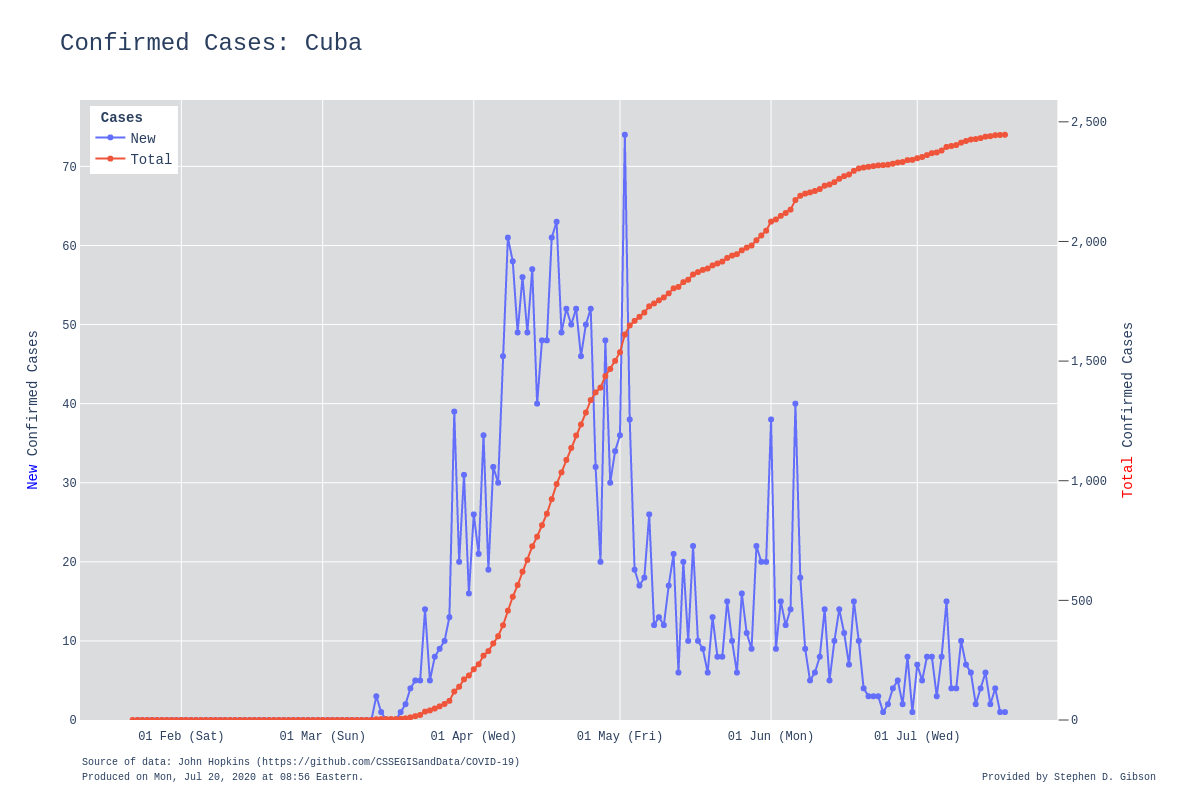 Confirmed Cases: Cuba
Cases
New
Total
70
60
50
40
30
20
10
0
New Confirmed Cases
2,500
2,000
1,500
1,000
500
0
Total Confirmed Cases
01 Feb (Sat) 01 Mar (Sun) 01 Apr (Wed) 01 May (Fri) 01 Jun (Mon) 01 Jul (Wed)
Source of data: John Hopkins (https://github.com/CSSEGISandData/COVID-19)
Produced on Mon, Jul 20, 2020 at 08:56 Eastern.
Provided by Stephen D. Gibson